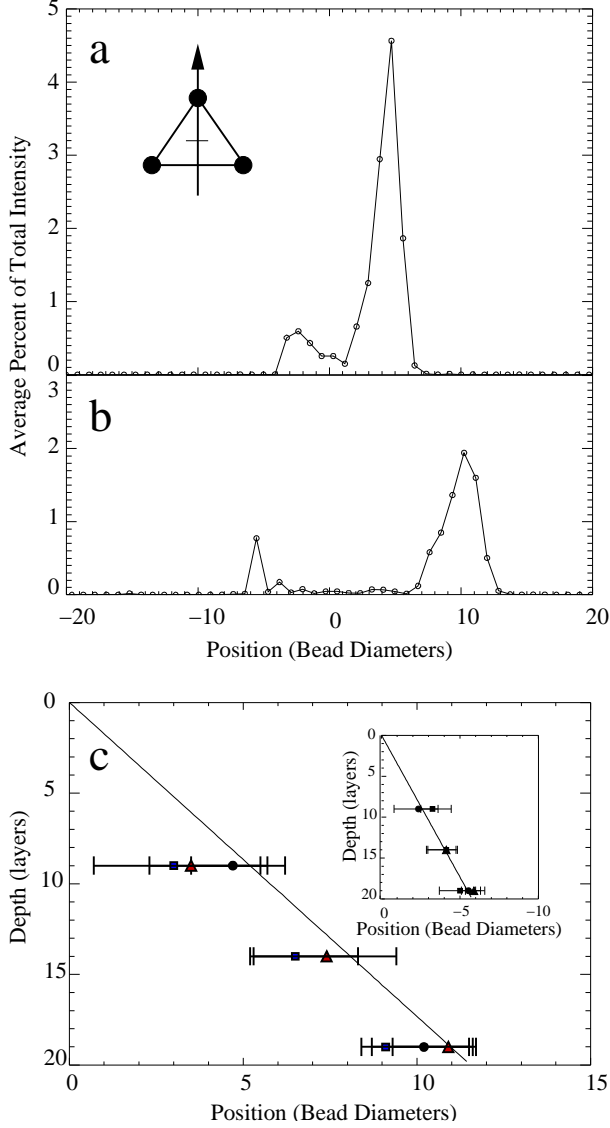 5
a
4
3
2
1
0
Average Percent of Total Intensity
3
b
2
1
0
−20 −10 0 10 20
Position (Bead Diameters)
0
c
5
10
15
20
Depth (layers)
0 5 10 15
Position (Bead Diameters)
0
5
10
15
20
Depth (layers)
0 −5 −10
Position (Bead Diameters)